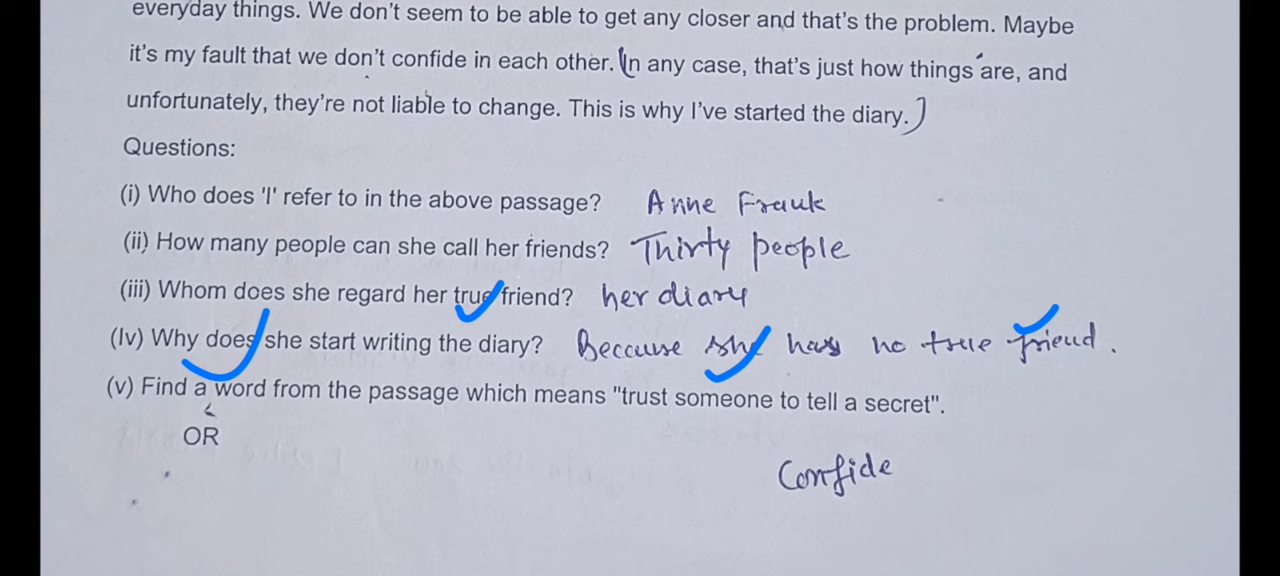 everyday things. We don't seem to be able to get any closer and that's the problem. Maybe
it's my fault that we don't confide in each other. (In any case, that's just how things are, and
unfortunately, they're not liable to change. This is why I've started the diary.)
Questions:
(i) Who does 'I' refer to in the above passage? Anne Frank
(ii) How many people can she call her friends? Thirty people
(iii) Whom does she regard her true friend? her diary
(Iv) Why does she start writing the diary? Because she has no true friend.
(v) Find a word from the passage which means "trust someone to tell a secret".
OR
Confide